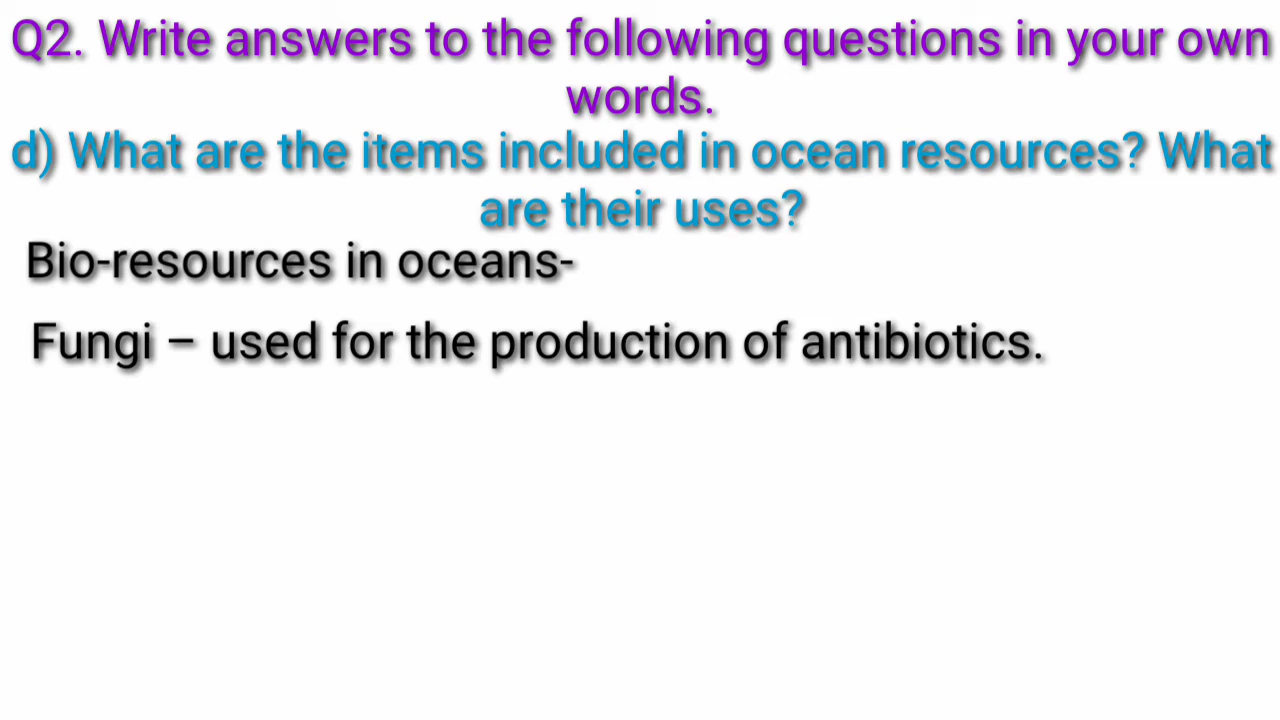 Q2. Write answers to the following questions in your own
words.
d) What are the items included in ocean resources? What
are their uses?
Bio-resources in oceans-
Fungi – used for the production of antibiotics.